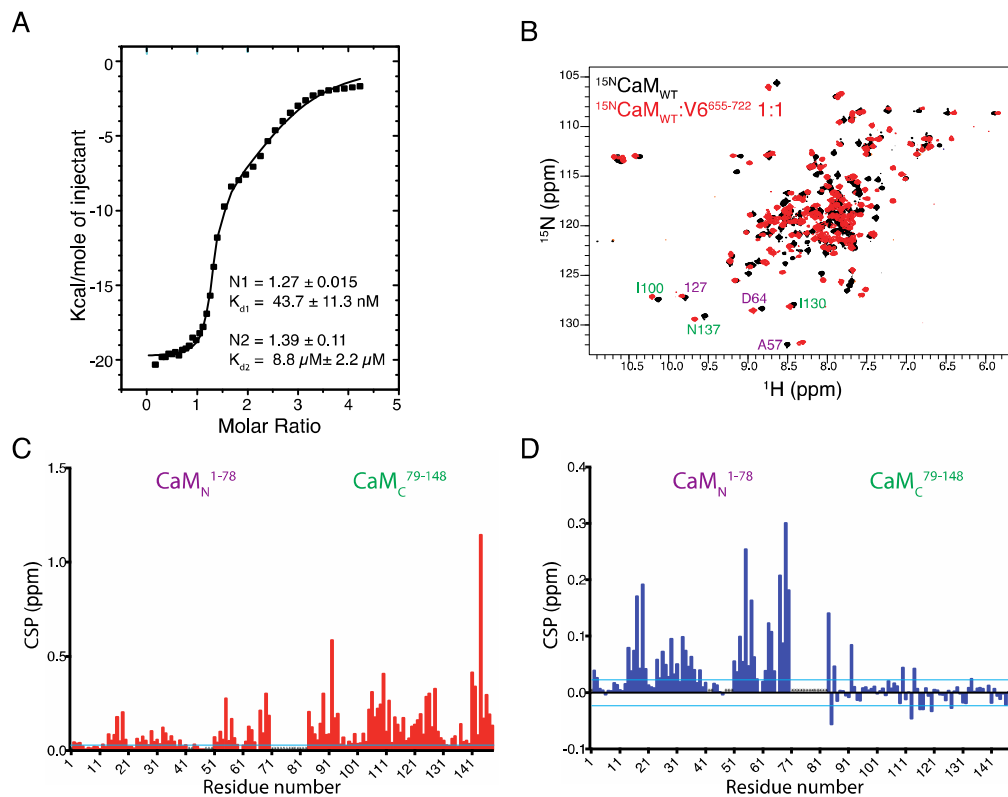 A
0
-5
-10
-15
-20
Kcal/mole of injectant
N1 = 1.27 ± 0.015
Kd1 = 43.7 ± 11.3 nM
N2 = 1.39 ± 0.11
Kd2 = 8.8 µM± 2.2 µM
0 1 2 3 4 5
Molar Ratio
B
105
110
115
120
125
130
15N (ppm)
15NCaMWT
15NCaMWT:V6655-722 1:1
I100
127
D64
I130
N137
A57
10.5 10.0 9.5 9.0 8.5 8.0 7.5 7.0 6.5 6.0
1H (ppm)
C
CaMN1-78
CaMC79-148
1.5
1.0
0.5
0.0
CSP (ppm)
1 11 21 31 41 51 61 71 81 91 101 111 121 131 141
Residue number
D
CaMN1-78
CaMC79-148
0.4
0.3
0.2
0.1
0.0
-0.1
CSP (ppm)
1 11 21 31 41 51 61 71 81 91 101 111 121 131 141
Residue number